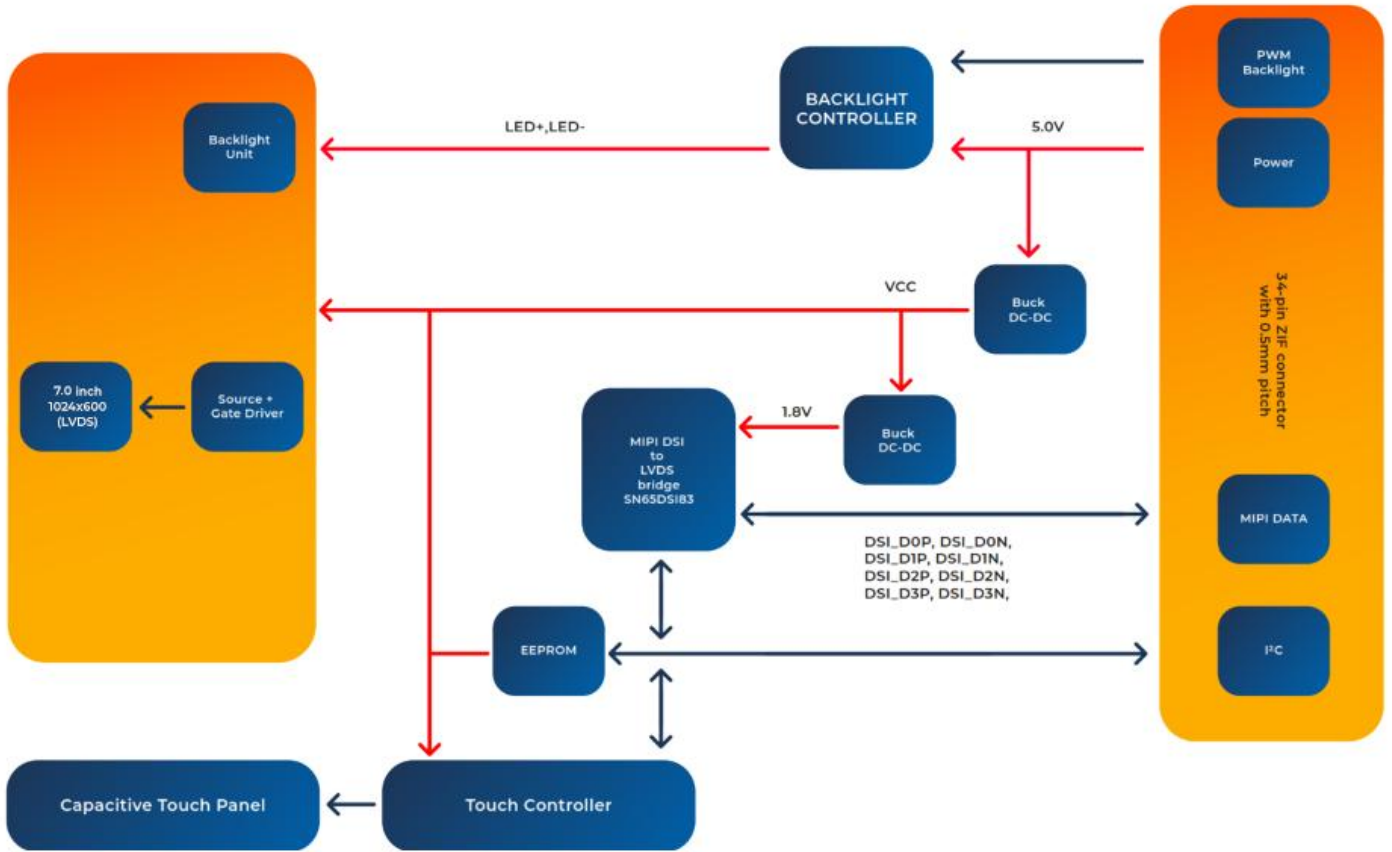 PWM
Backlight
BACKLIGHT
CONTROLLER
LED+,LED-
5.0V
Backlight
Unit
Power
34-pin ZIF connector
with 0.5mm pitch
VCC
Buck
DC-DC
7.0 inch
1024x600
(LVDS)
Source +
Gate Driver
1.8V
Buck
DC-DC
MIPI DSI
to
LVDS
bridge
SN65DSI83
MIPI DATA
DSI_D0P, DSI_D0N,
DSI_D1P, DSI_D1N,
DSI_D2P, DSI_D2N,
DSI_D3P, DSI_D3N,
EEPROM
I²C
Capacitive Touch Panel
Touch Controller